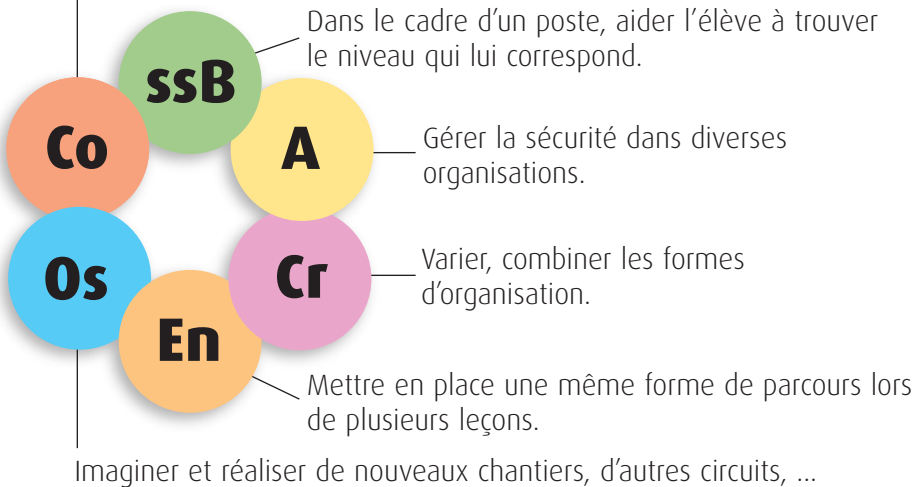 Dans le cadre d’un poste, aider l’élève à trouver
le niveau qui lui correspond.
ssB
Co
A
Gérer la sécurité dans diverses
organisations.
Os
Cr
Varier, combiner les formes
d’organisation.
En
Mettre en place une même forme de parcours lors
de plusieurs leçons.
Imaginer et réaliser de nouveaux chantiers, d’autres circuits, ...